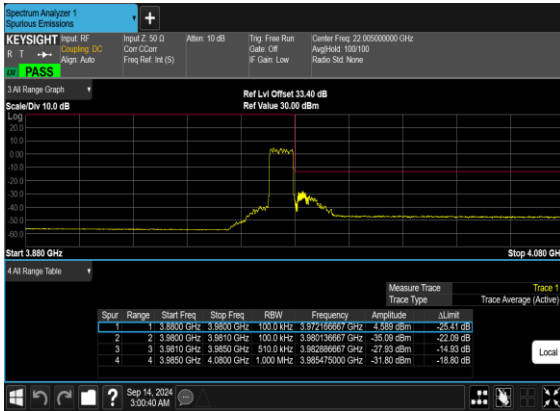 Spectrum Analyzer 1
Spurious Emissions
+
KEYSIGHT Input: RF Input Z: 50 Ω Atten: 10 dB Trig: Free Run Center Freq: 22.005000000 GHz
R T Coupling: DC Corr CCorr Gate: Off Avg|Hold: 100/100
Align: Auto Freq Ref: Int (S) IF Gain: Low Radio Std: None
LXI PASS
3 All Range Graph
Ref Lvl Offset 33.40 dB
Scale/Div 10.0 dB Ref Value 30.00 dBm
Log
20.0
10.0
0.00
-10.0
-20.0
-30.0
-40.0
-50.0
-60.0
Start 3.880 GHz Stop 4.080 GH
4 All Range Table
Measure Trace Trace 1
Trace Type Trace Average (Active)
Spur Range Start Freq Stop Freq RBW Frequency Amplitude ΔLimit
1 1 3.8800 GHz 3.9800 GHz 100.0 kHz 3.972166667 GHz 4.589 dBm -25.41 dB
2 2 3.9800 GHz 3.9810 GHz 100.0 kHz 3.980136667 GHz -35.09 dBm -22.09 dB
3 3 3.9810 GHz 3.9850 GHz 510.0 kHz 3.982886667 GHz -27.93 dBm -14.93 dB
4 4 3.9850 GHz 4.0800 GHz 1.000 MHz 3.985475000 GHz -31.80 dBm -18.80 dB
Local
?
Sep 14, 2024
3:00:40 AM